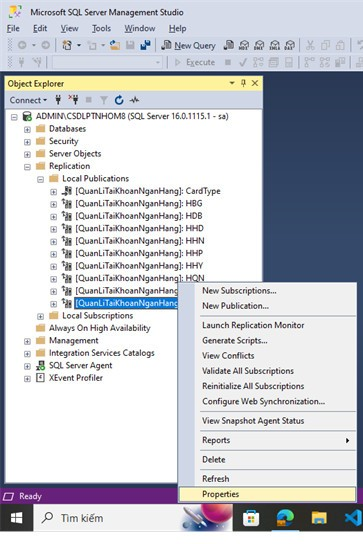 Microsoft SQL Server Management Studio
File Edit View Tools Window Help
New Query
Execute
Object Explorer
Connect
ADMIN\CSDLPTNHOM8 (SQL Server 16.0.1115.1 - sa)
Databases
Security
Server Objects
Replication
Local Publications
[QuanLiTaiKhoanNganHang]: CardType
[QuanLiTaiKhoanNganHang]: HBG
[QuanLiTaiKhoanNganHang]: HDB
[QuanLiTaiKhoanNganHang]: HHD
[QuanLiTaiKhoanNganHang]: HHN
[QuanLiTaiKhoanNganHang]: HHP
[QuanLiTaiKhoanNganHang]: HHY
[QuanLiTaiKhoanNganHang]: HQN
[QuanLiTaiKhoanNganHang
[QuanLiTaiKhoanNganHang
Local Subscriptions
Always On High Availability
Management
Integration Services Catalogs
SQL Server Agent
XEvent Profiler
New Subscriptions...
New Publication...
Launch Replication Monitor
Generate Scripts...
View Conflicts
Validate All Subscriptions
Reinitialize All Subscriptions
Configure Web Synchronization...
View Snapshot Agent Status
Reports
Delete
Refresh
Properties
Ready
Tìm kiếm